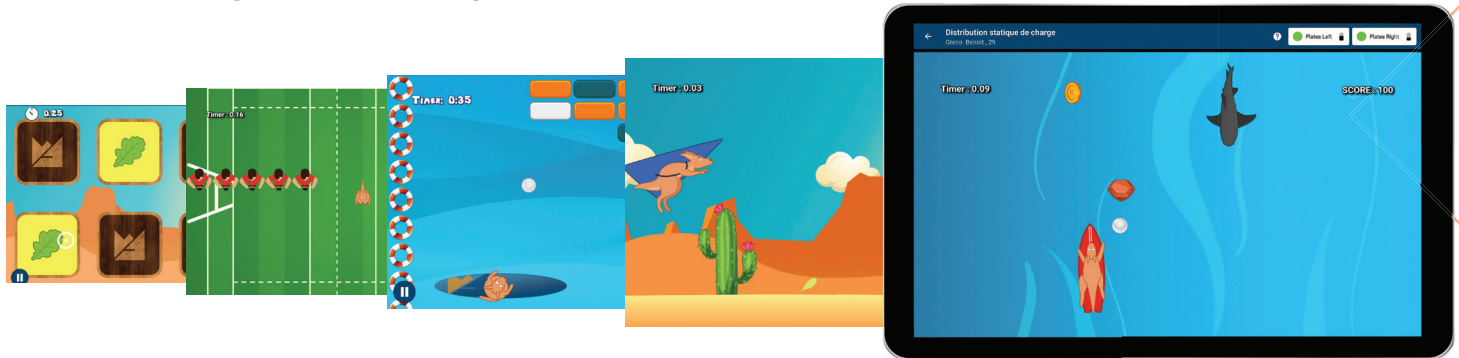 0:25
Timer : 0.16
TIMER: 0:35
Timer : 0.03
Distribution statique de charge
Greco Benoit, 29
? Plates Left Plates Right
Timer : 0.09
SCORE : 100